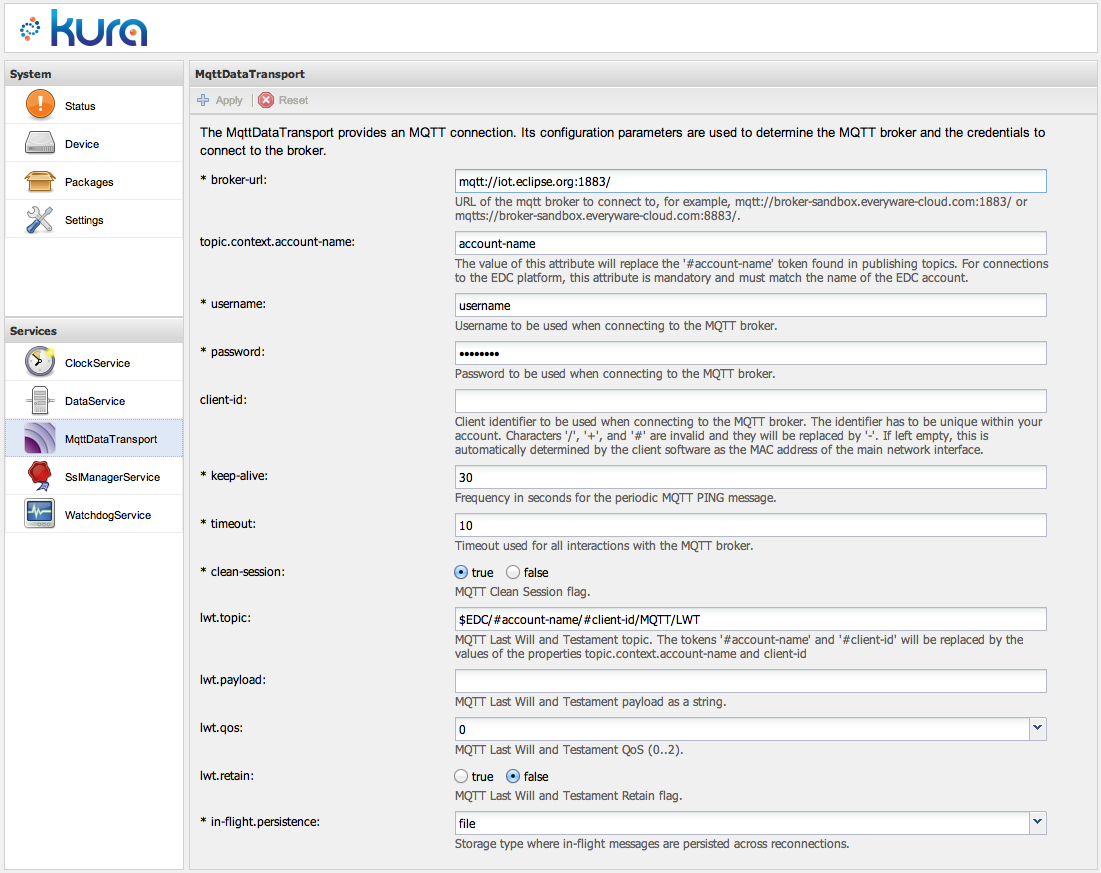 kura
System
Status
Device
Packages
Settings
Services
ClockService
DataService
MqttDataTransport
SslManagerService
WatchdogService
MqttDataTransport
Apply
Reset
The MqttDataTransport provides an MQTT connection. Its configuration parameters are used to determine the MQTT broker and the credentials to
connect to the broker.
* broker-url:
mqtt://iot.eclipse.org:1883/
URL of the mqtt broker to connect to, for example, mqtt://broker-sandbox.everyware-cloud.com:1883/ or
mqtts://broker-sandbox.everyware-cloud.com:8883/.
topic.context.account-name:
account-name
The value of this attribute will replace the '#account-name' token found in publishing topics. For connections
to the EDC platform, this attribute is mandatory and must match the name of the EDC account.
* username:
username
Username to be used when connecting to the MQTT broker.
* password:
••••••••
Password to be used when connecting to the MQTT broker.
client-id:
Client identifier to be used when connecting to the MQTT broker. The identifier has to be unique within your
account. Characters '/', '+', and '#' are invalid and they will be replaced by '-'. If left empty, this is
automatically determined by the client software as the MAC address of the main network interface.
* keep-alive:
30
Frequency in seconds for the periodic MQTT PING message.
* timeout:
10
Timeout used for all interactions with the MQTT broker.
* clean-session:
true false
MQTT Clean Session flag.
lwt.topic:
$EDC/#account-name/#client-id/MQTT/LWT
MQTT Last Will and Testament topic. The tokens '#account-name' and '#client-id' will be replaced by the
values of the properties topic.context.account-name and client-id
lwt.payload:
MQTT Last Will and Testament payload as a string.
lwt.qos:
0
MQTT Last Will and Testament QoS (0..2).
lwt.retain:
true false
MQTT Last Will and Testament Retain flag.
* in-flight.persistence:
file
Storage type where in-flight messages are persisted across reconnections.